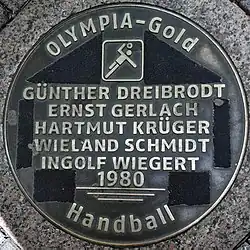 OLYMPIA-Gold
GÜNTHER DREIBRODT
ERNST GERLACH
HARTMUT KRÜGER
WIELAND SCHMIDT
INGOLF WIEGERT
1980
Handball